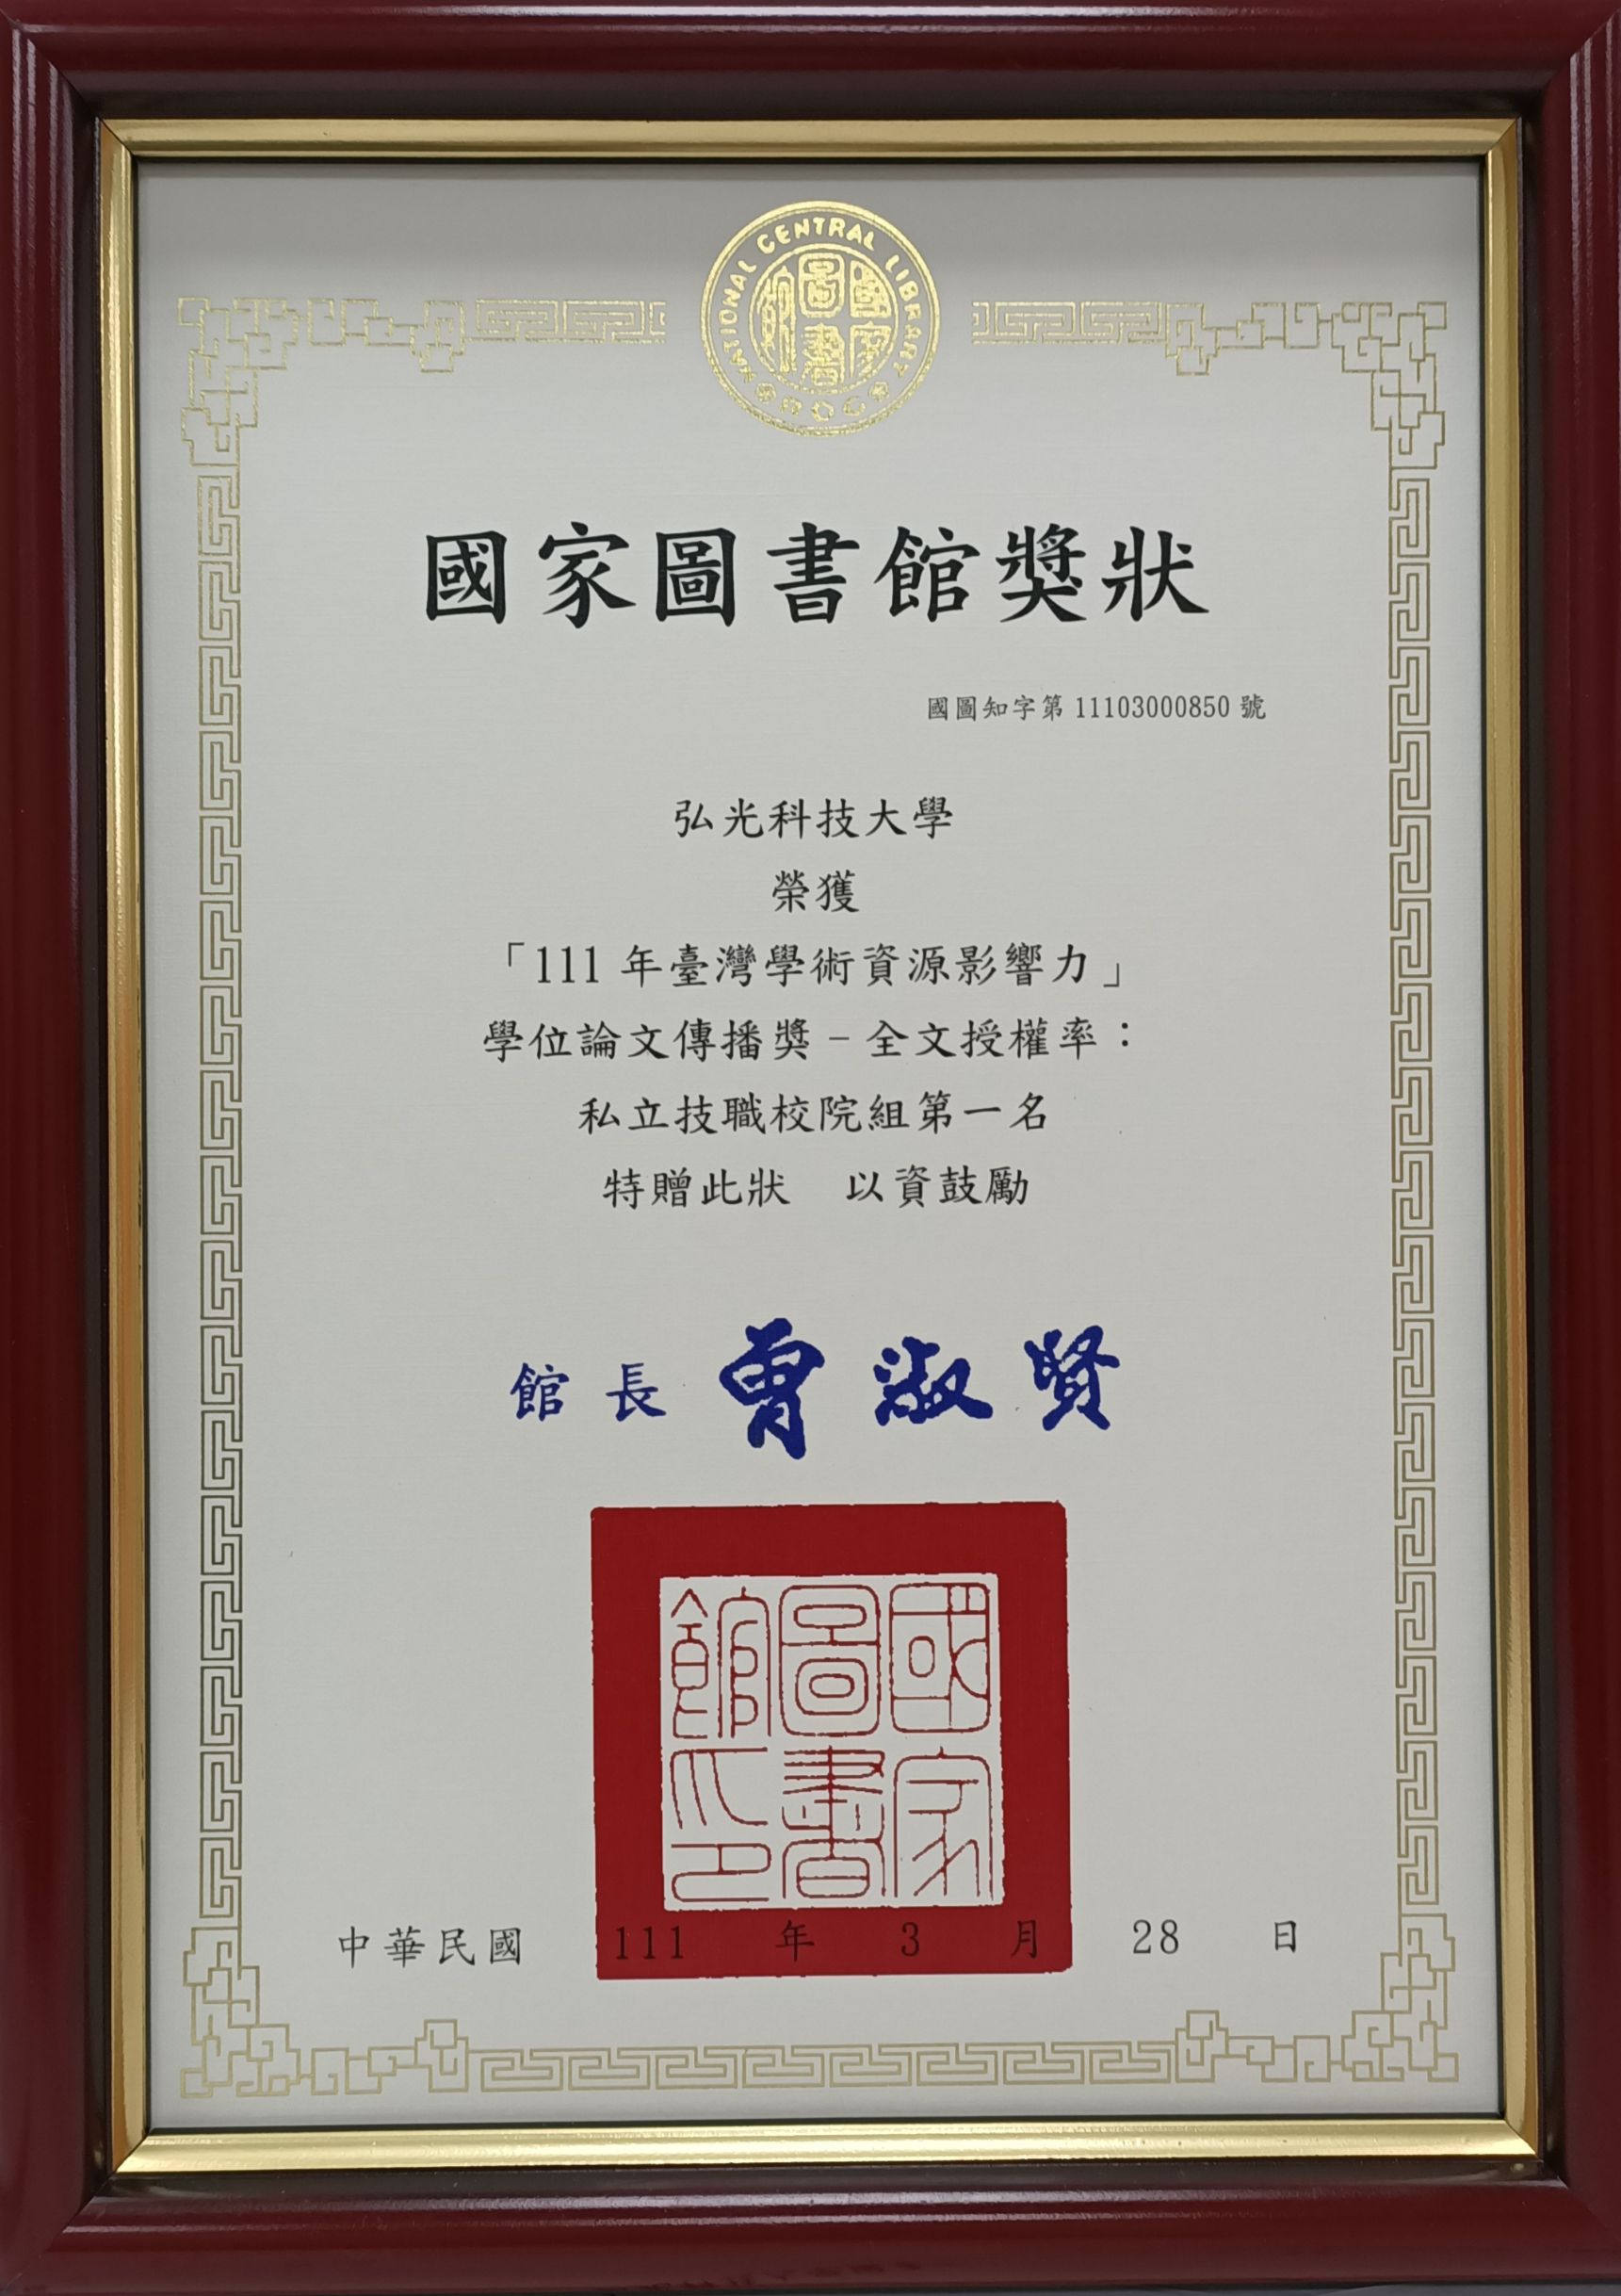 NATIONAL CENTRAL LIBRARY
國家圖書館
國家圖書館獎狀
國圖知字第 11103000850 號
弘光科技大學
榮獲
「111 年臺灣學術資源影響力」
學位論文傳播獎－全文授權率：
私立技職校院組第一名
特贈此狀　以資鼓勵
館長 曾淑賢
國家圖書館印
中華民國 111 年 3 月 28 日